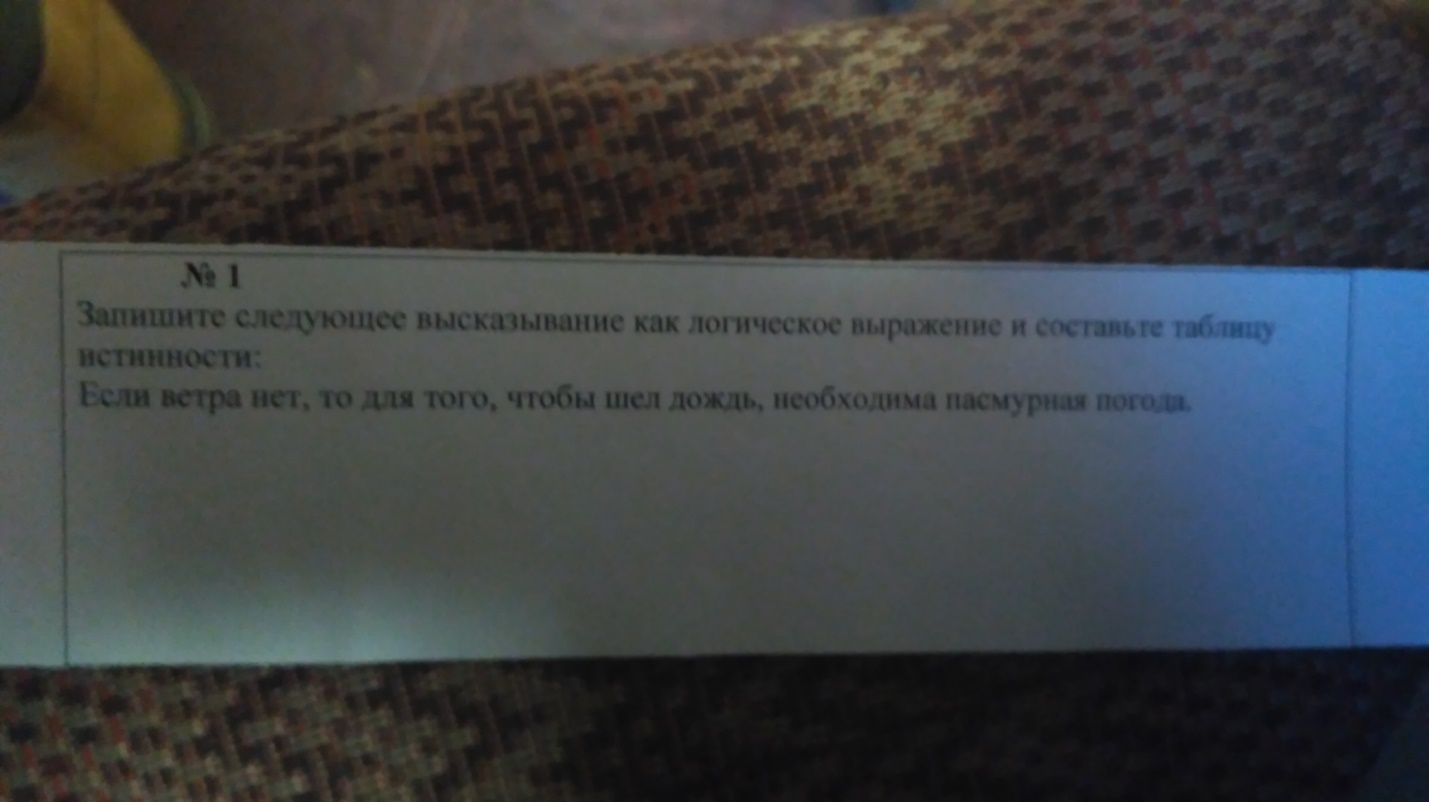 № 1
Запишите следующее высказывание как логическое выражение и составьте таблицу
истинности:
Если ветра нет, то для того, чтобы шел дождь, необходима пасмурная погода.